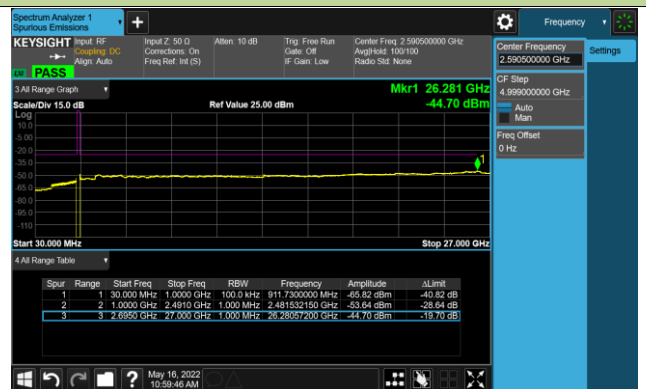 Spectrum Analyzer 1
Spurious Emissions
Frequency
KEYSIGHT
Input: RF
Coupling: DC
Align: Auto
Input Z: 50 Ω
Corrections: On
Freq Ref: Int (S)
Atten: 10 dB
Trig: Free Run
Gate: Off
IF Gain: Low
Center Freq: 2.590500000 GHz
Avg|Hold: 100/100
Radio Std: None
PASS
Center Frequency
2.590500000 GHz
Settings
CF Step
4.999000000 GHz
Auto
Man
Freq Offset
0 Hz
3 All Range Graph
Mkr1 26.281 GHz
Scale/Div 15.0 dB
Ref Value 25.00 dBm
-44.70 dBm
Log
10.0
-5.00
-20.0
-35.0
-50.0
-65.0
-80.0
-95.0
-110
1
Start 30.000 MHz
Stop 27.000 GHz
4 All Range Table
Spur Range Start Freq Stop Freq RBW Frequency Amplitude ΔLimit
1 1 30.000 MHz 1.0000 GHz 100.0 kHz 911.7300000 MHz -65.82 dBm -40.82 dB
2 2 1.0000 GHz 2.4910 GHz 1.000 MHz 2.481532150 GHz -53.64 dBm -28.64 dB
3 3 2.6950 GHz 27.000 GHz 1.000 MHz 26.28057200 GHz -44.70 dBm -19.70 dB
?
May 16, 2022
10:59:46 AM